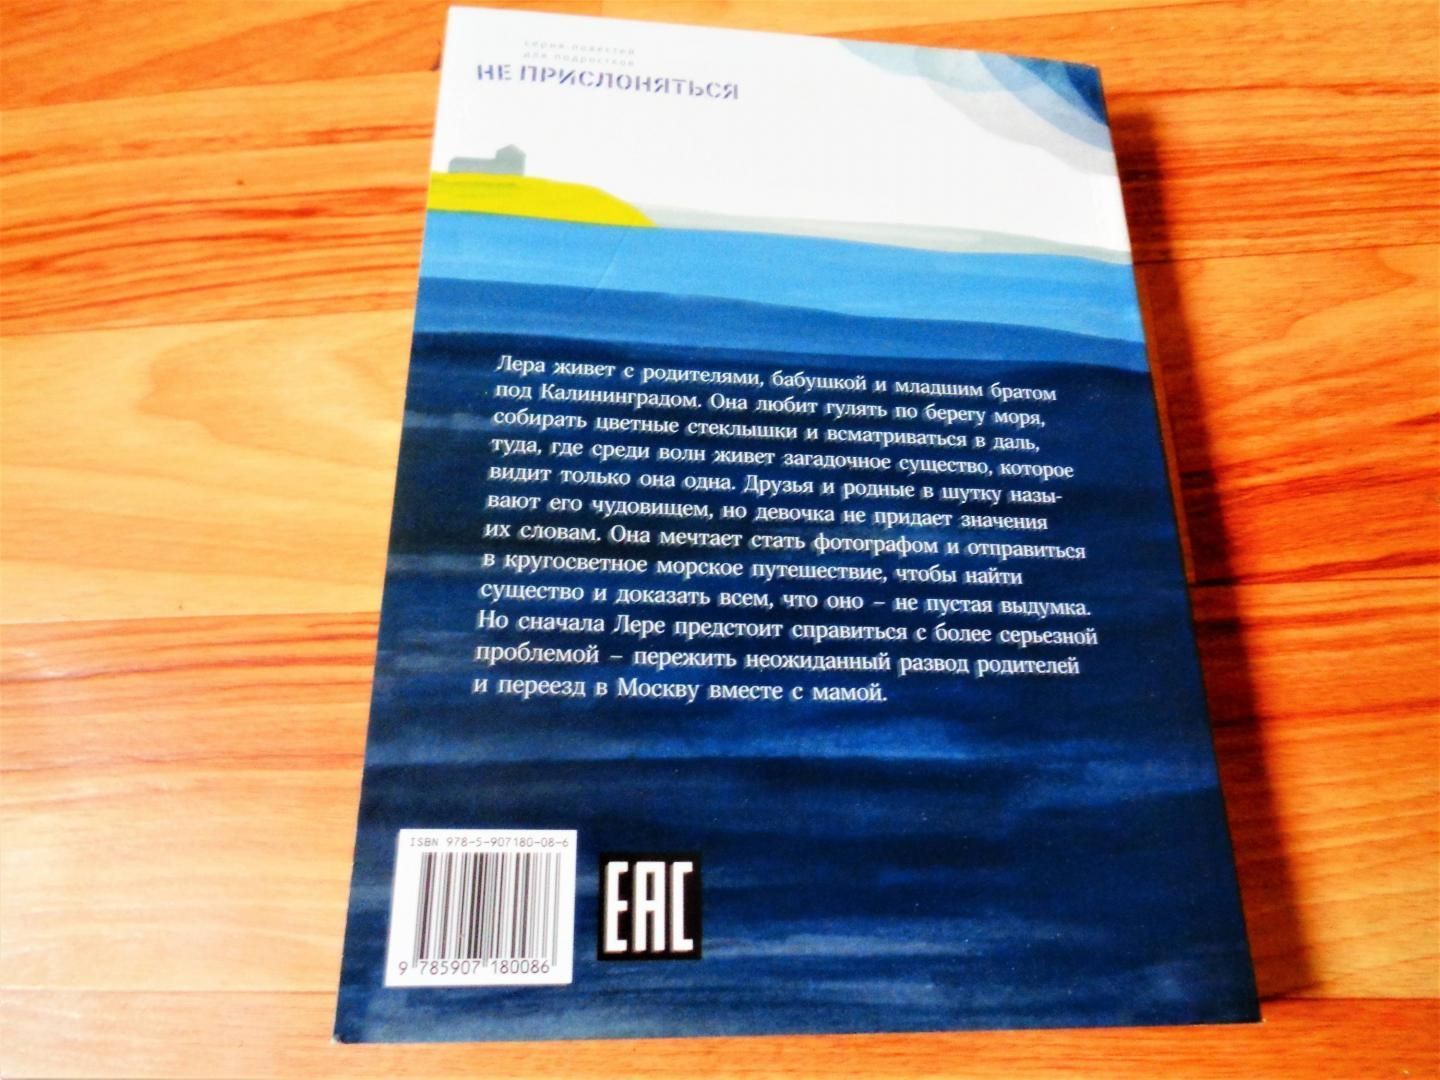 серия повестей
для подростков
НЕ ПРИСЛОНЯТЬСЯ
Лера живет с родителями, бабушкой и младшим братом
под Калининградом. Она любит гулять по берегу моря,
собирать цветные стеклышки и всматриваться в даль,
туда, где среди волн живет загадочное существо, которое
видит только она одна. Друзья и родные в шутку назы-
вают его чудовищем, но девочка не придает значения
их словам. Она мечтает стать фотографом и отправиться
в кругосветное морское путешествие, чтобы найти
существо и доказать всем, что оно – не пустая выдумка.
Но сначала Лере предстоит справиться с более серьезной
проблемой – пережить неожиданный развод родителей
и переезд в Москву вместе с мамой.
ISBN 978-5-907180-08-6
9 785907 180086
EAC